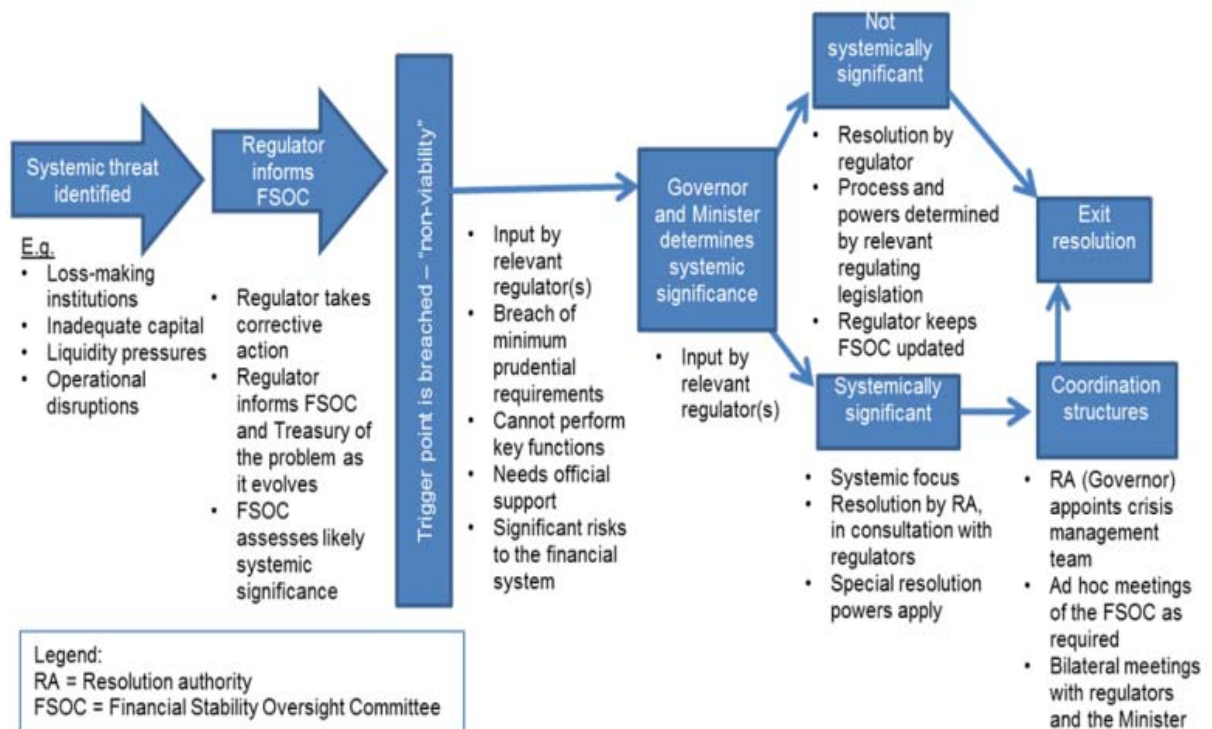 Systemic threat
identified
E.g.
• Loss-making
institutions
• Inadequate capital
• Liquidity pressures
• Operational
disruptions
Regulator
informs
FSOC
• Regulator takes
corrective
action
• Regulator
informs FSOC
and Treasury of
the problem as
it evolves
• FSOC
assesses likely
systemic
significance
Trigger point is breached – “non-viability”
• Input by
relevant
regulator(s)
• Breach of
minimum
prudential
requirements
• Cannot perform
key functions
• Needs official
support
• Significant risks
to the financial
system
Governor
and Minister
determines
systemic
significance
• Input by
relevant
regulator(s)
Not
systemically
significant
• Resolution by
regulator
• Process and
powers determined
by relevant
regulating
legislation
• Regulator keeps
FSOC updated
Systemically
significant
• Systemic focus
• Resolution by RA,
in consultation with
regulators
• Special resolution
powers apply
Exit
resolution
Coordination
structures
• RA (Governor)
appoints crisis
management
team
• Ad hoc meetings
of the FSOC as
required
• Bilateral meetings
with regulators
and the Minister
Legend:
RA = Resolution authority
FSOC = Financial Stability Oversight Committee